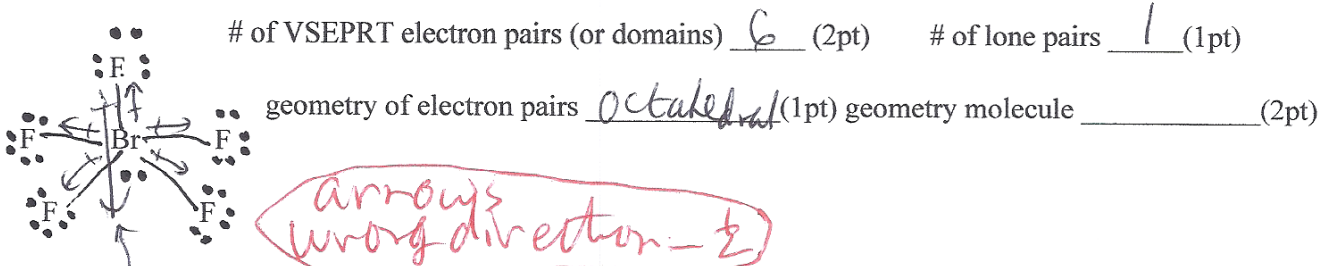 # of VSEPRT electron pairs (or domains) 6 (2pt) # of lone pairs 1 (1pt)
F
geometry of electron pairs Octahedral (1pt) geometry molecule ____________ (2pt)
F Br F
F F
arrows
wrong direction - ½